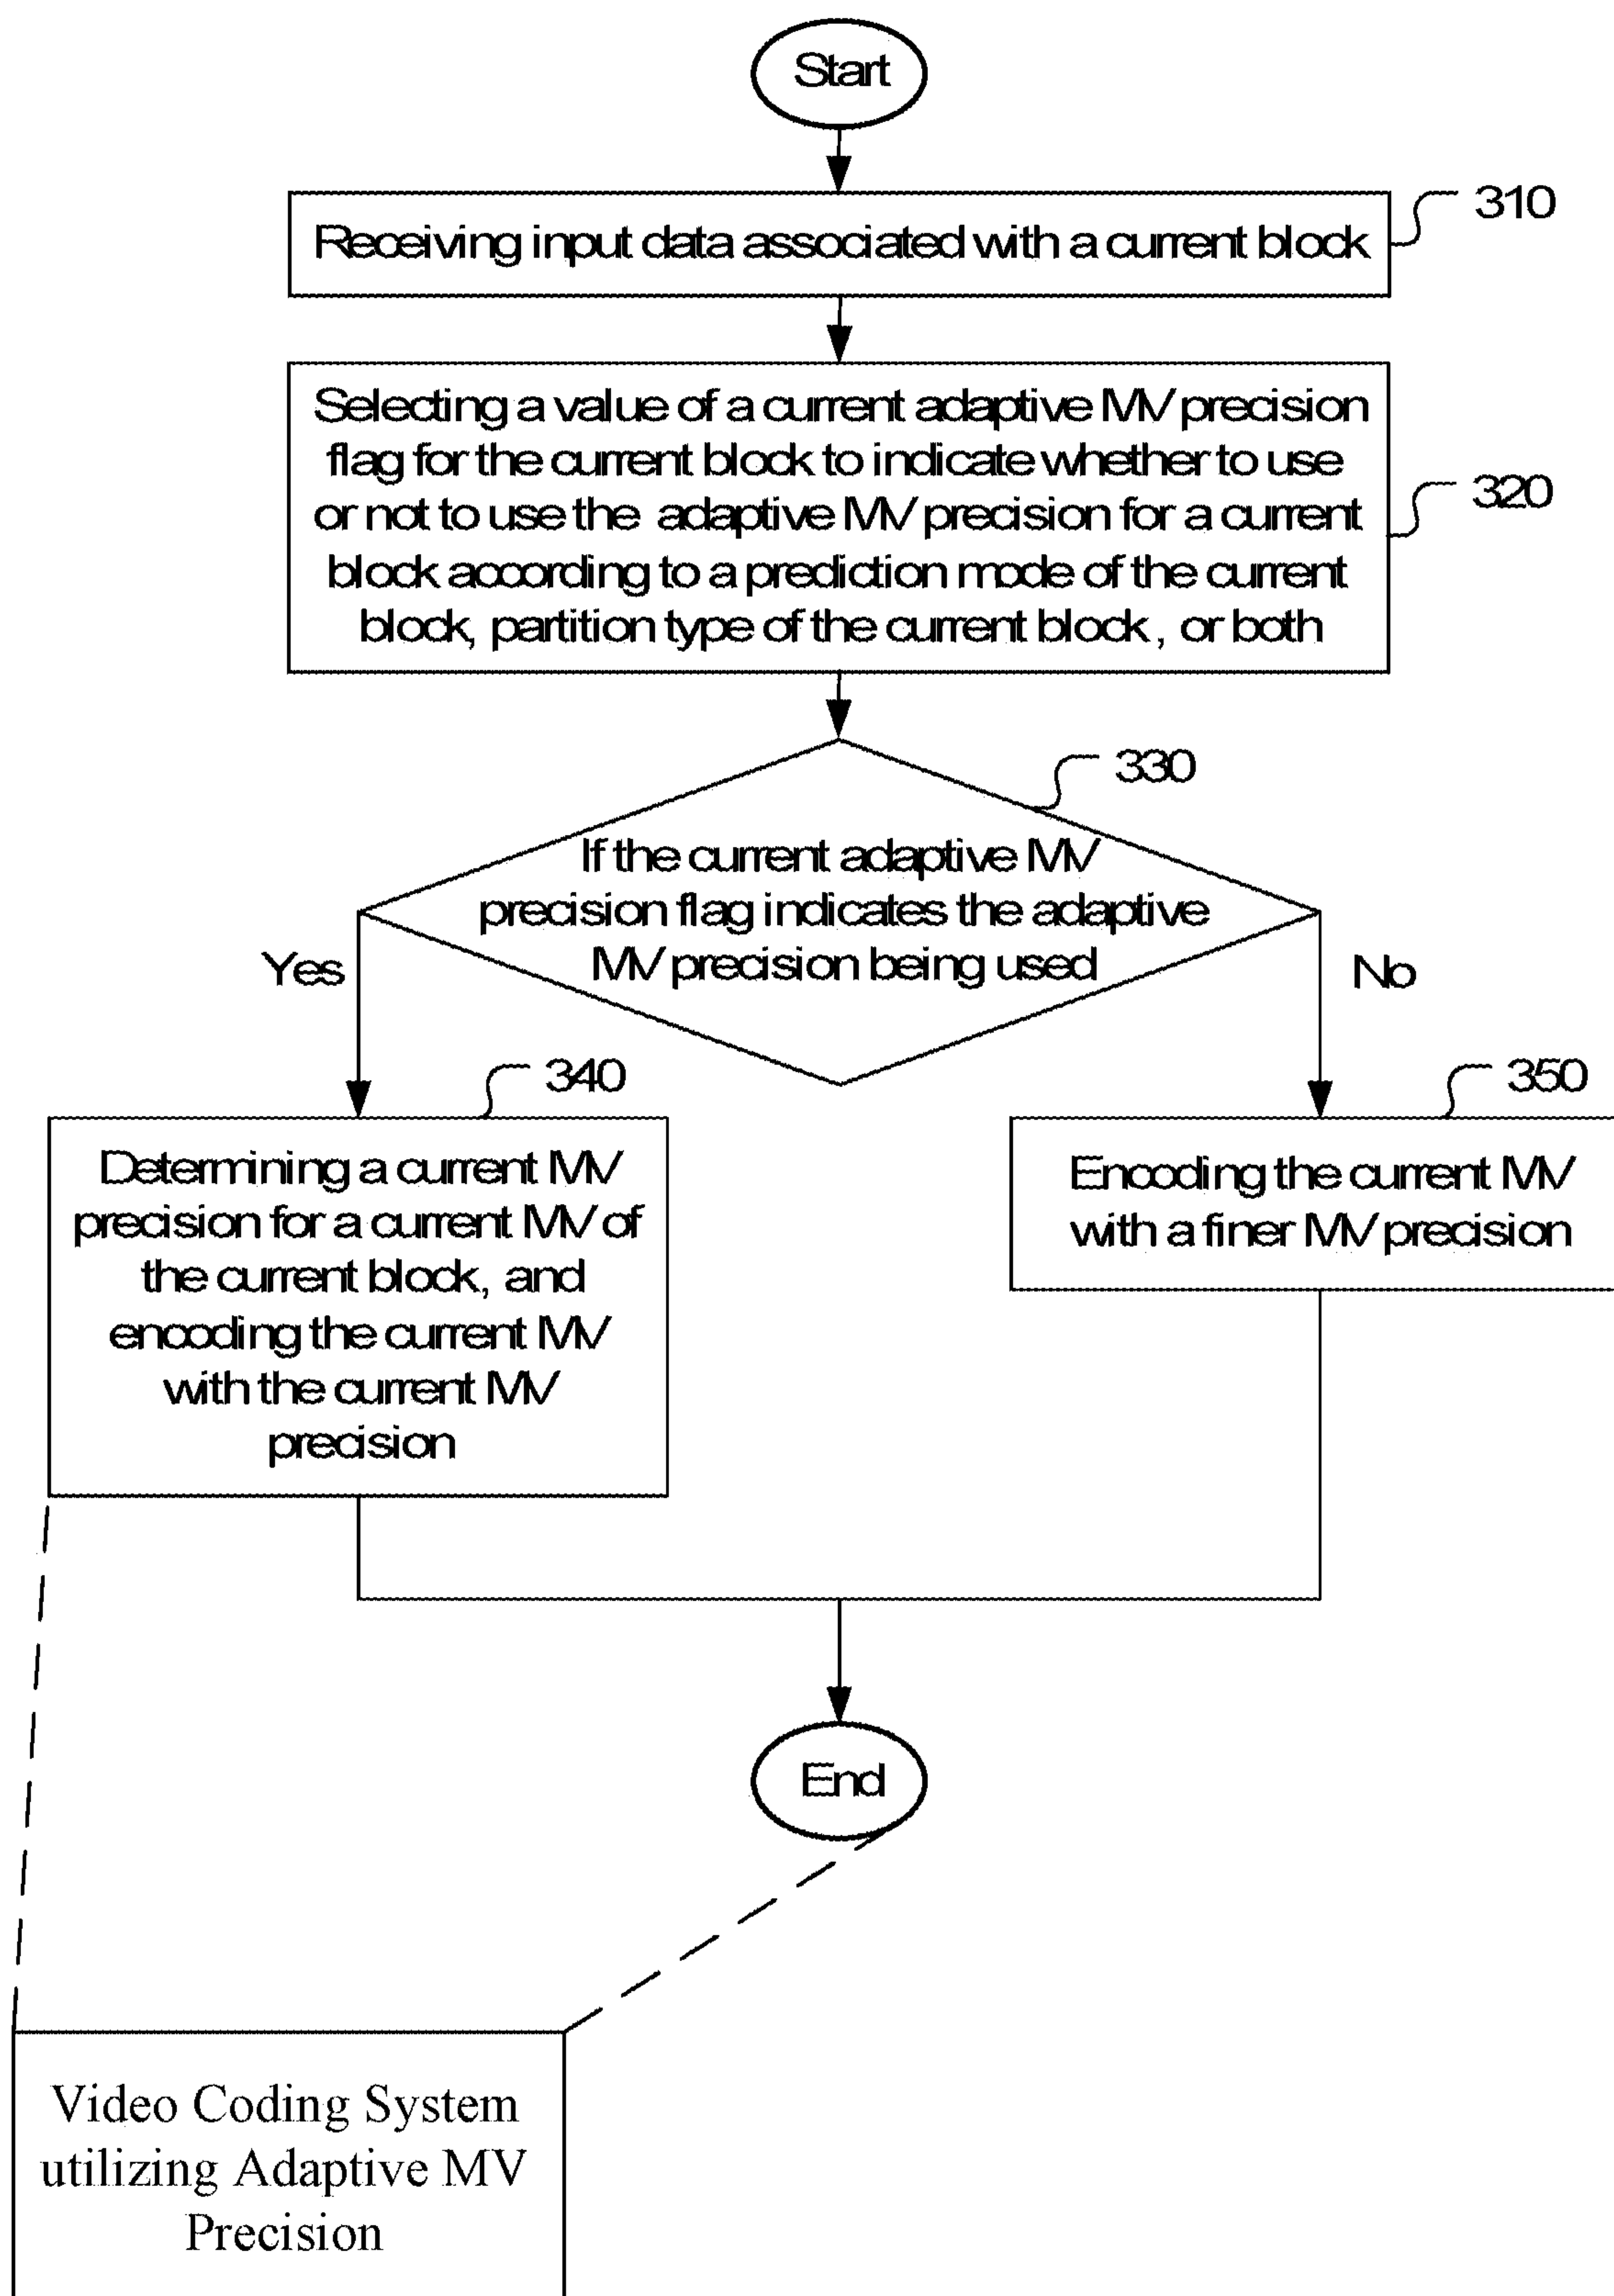 Start
310
Receiving input data associated with a current block
Selecting a value of a current adaptive MV precision
flag for the current block to indicate whether to use
or not to use the adaptive MV precision for a current
block according to a prediction mode of the current
block, partition type of the current block, or both
320
330
If the current adaptive MV
precision flag indicates the adaptive
MV precision being used
Yes
No
340
350
Determining a current MV
precision for a current MV of
the current block, and
encoding the current MV
with the current MV
precision
Encoding the current MV
with a finer MV precision
End
Video Coding System
utilizing Adaptive MV
Precision